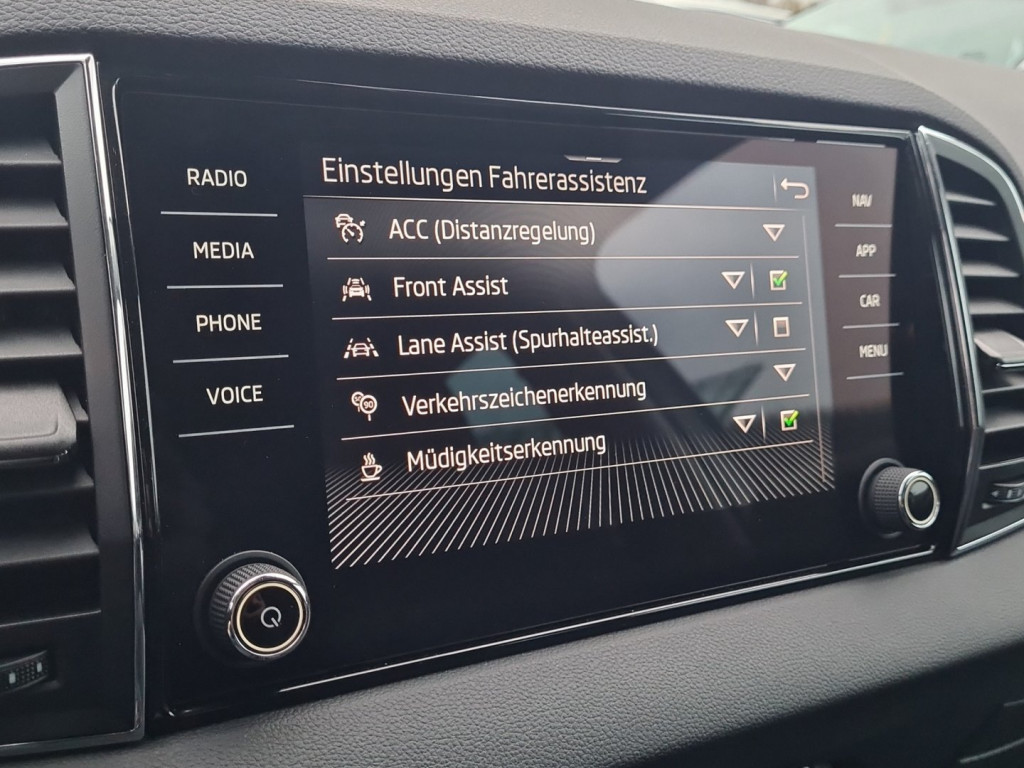 RADIO
MEDIA
PHONE
VOICE
Einstellungen Fahrerassistenz
ACC (Distanzregelung)
Front Assist
Lane Assist (Spurhalteassist.)
90
Verkehrszeichenerkennung
Müdigkeitserkennung
NAV
APP
CAR
MENU